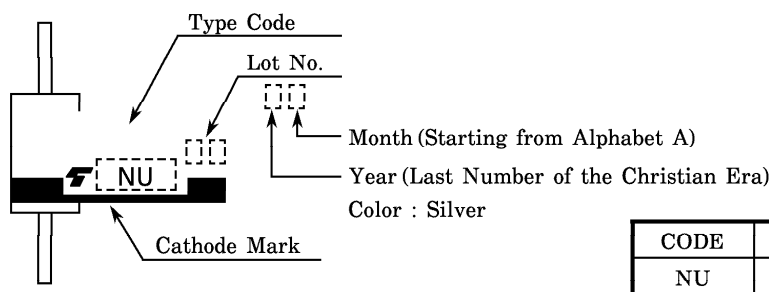 Type Code
Lot No.
Month (Starting from Alphabet A)
NU
Year (Last Number of the Christian Era)
Color : Silver
Cathode Mark
CODE
NU